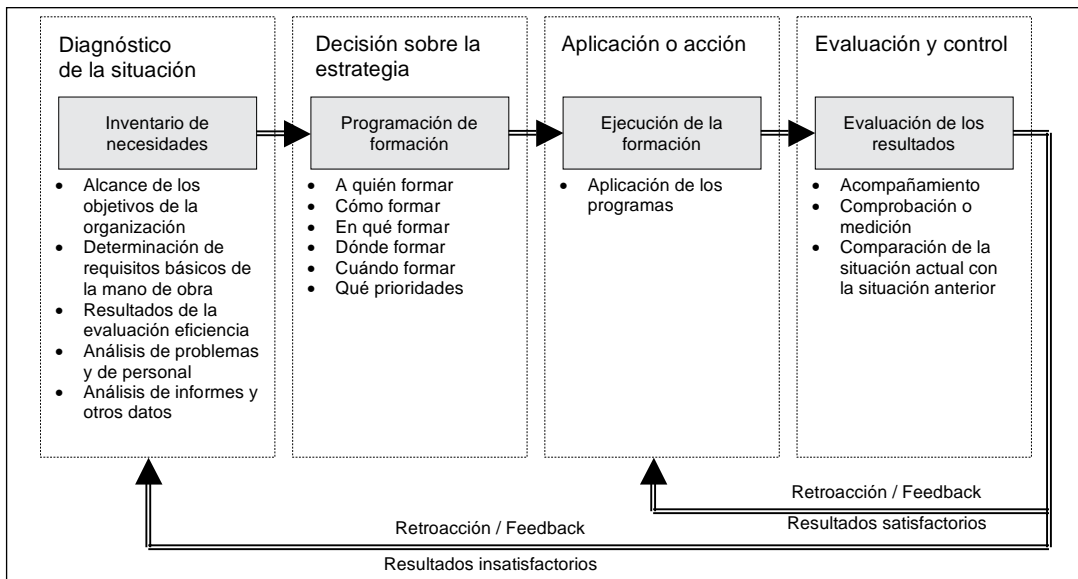 Diagnóstico
de la situación
Inventario de
necesidades
• Alcance de los
objetivos de la
organización
• Determinación de
requisitos básicos de
la mano de obra
• Resultados de la
evaluación eficiencia
• Análisis de problemas
y de personal
• Análisis de informes y
otros datos
Decisión sobre la
estrategia
Programación de
formación
• A quién formar
• Cómo formar
• En qué formar
• Dónde formar
• Cuándo formar
• Qué prioridades
Aplicación o acción
Ejecución de la
formación
• Aplicación de los
programas
Evaluación y control
Evaluación de los
resultados
• Acompañamiento
• Comprobación o
medición
• Comparación de la
situación actual con
la situación anterior
Retroacción / Feedback
Resultados satisfactorios
Retroacción / Feedback
Resultados insatisfactorios